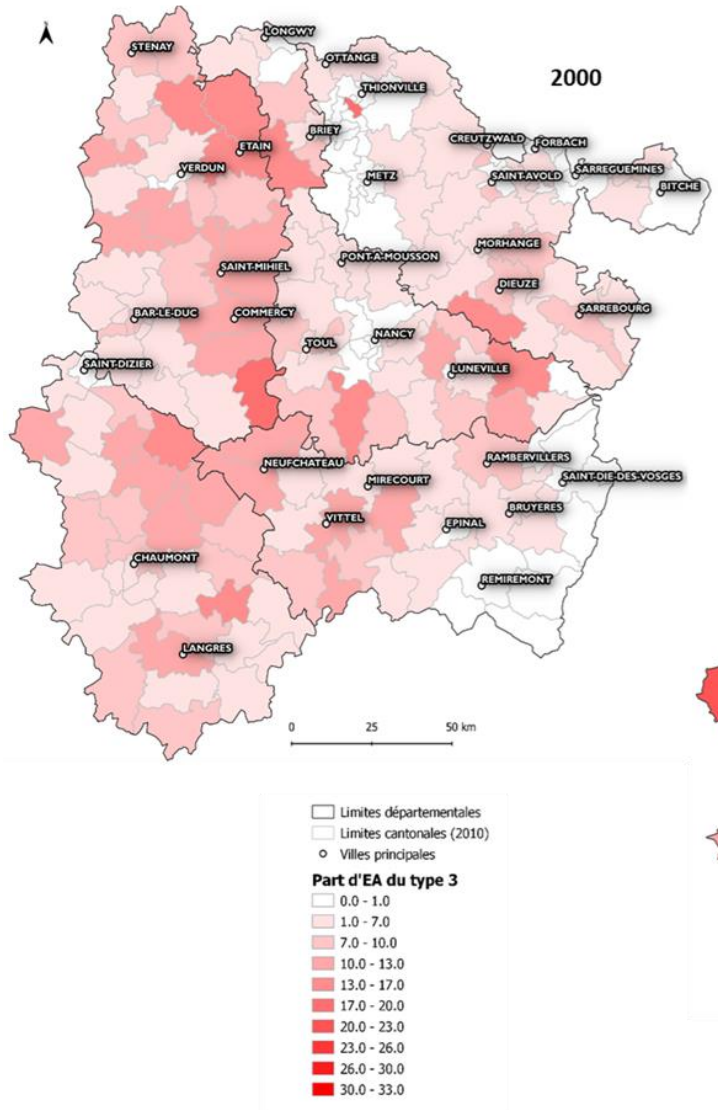 LONGWY
STENAY
OTTANGE
2000
THIONVILLE
BRIEY
CREUTZWALD
FORBACH
ETAIN
VERDUN
METZ
SAINT-AVOLD
SARREGUEMINES
BITCHE
MORHANGE
PONT-A-MOUSSON
SAINT-MIHIEL
DIEUZE
BAR-LE-DUC
COMMERCY
SARREBOURG
TOUL
NANCY
SAINT-DIZIER
LUNEVILLE
NEUFCHATEAU
RAMBERVILLERS
MIRECOURT
SAINT-DIE-DES-VOSGES
VITTEL
BRUYERES
EPINAL
CHAUMONT
REMIREMONT
LANGRES
0 25 50 km
Limites départementales
Limites cantonales (2010)
Villes principales
Part d'EA du type 3
0.0 - 1.0
1.0 - 7.0
7.0 - 10.0
10.0 - 13.0
13.0 - 17.0
17.0 - 20.0
20.0 - 23.0
23.0 - 26.0
26.0 - 30.0
30.0 - 33.0